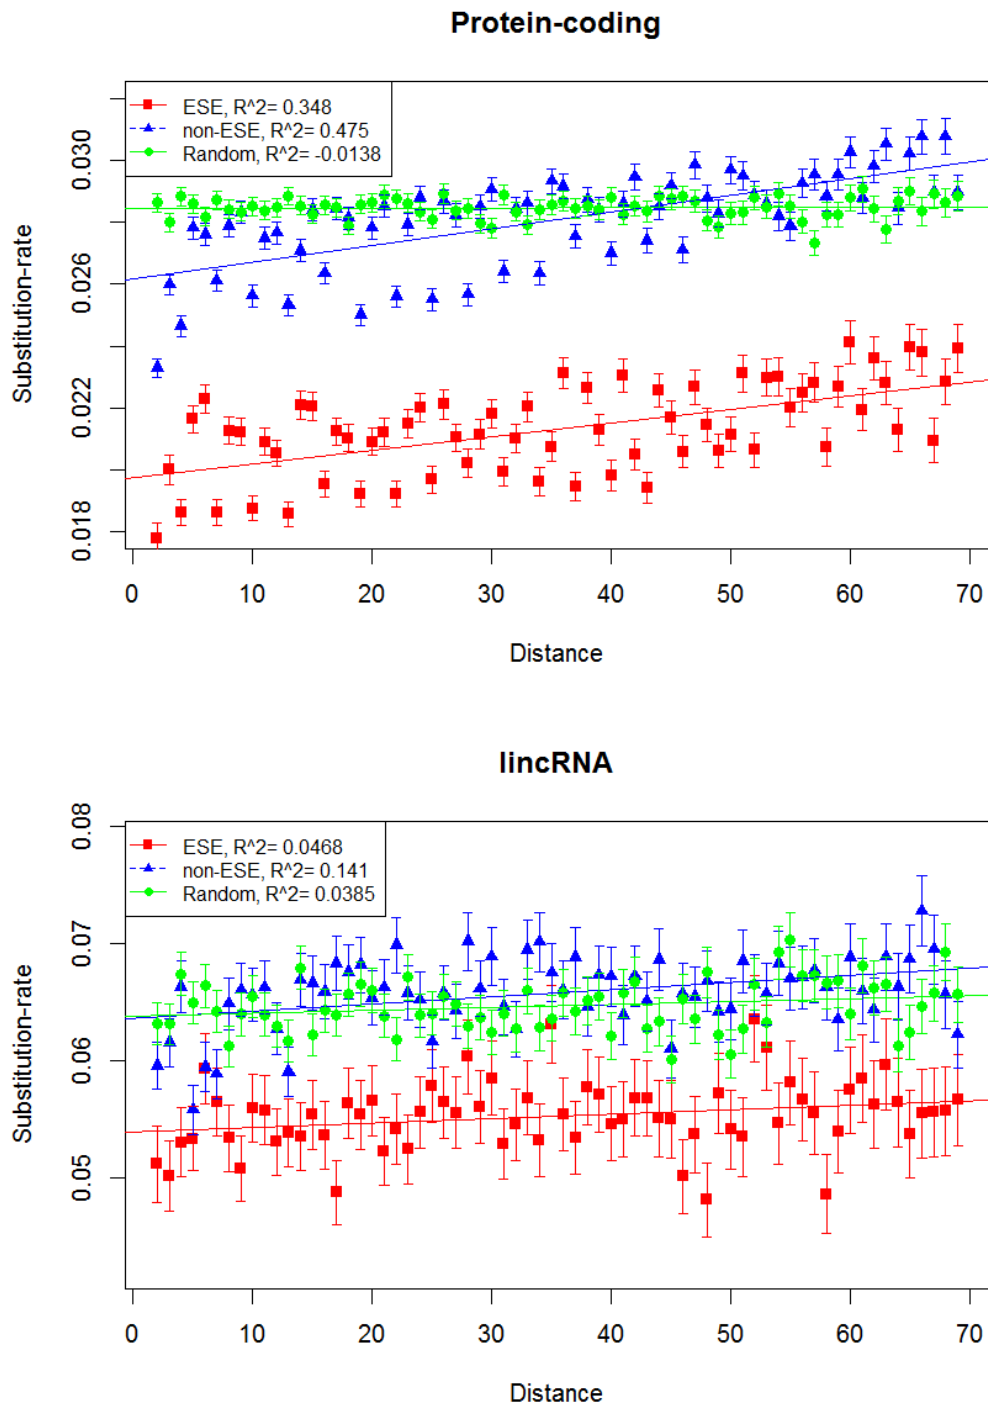 Protein-coding
ESE, R^2= 0.348
non-ESE, R^2= 0.475
Random, R^2= -0.0138
Substitution-rate
0.030
0.026
0.022
0.018
0 10 20 30 40 50 60 70
Distance
lincRNA
ESE, R^2= 0.0468
non-ESE, R^2= 0.141
Random, R^2= 0.0385
Substitution-rate
0.08
0.07
0.06
0.05
0 10 20 30 40 50 60 70
Distance